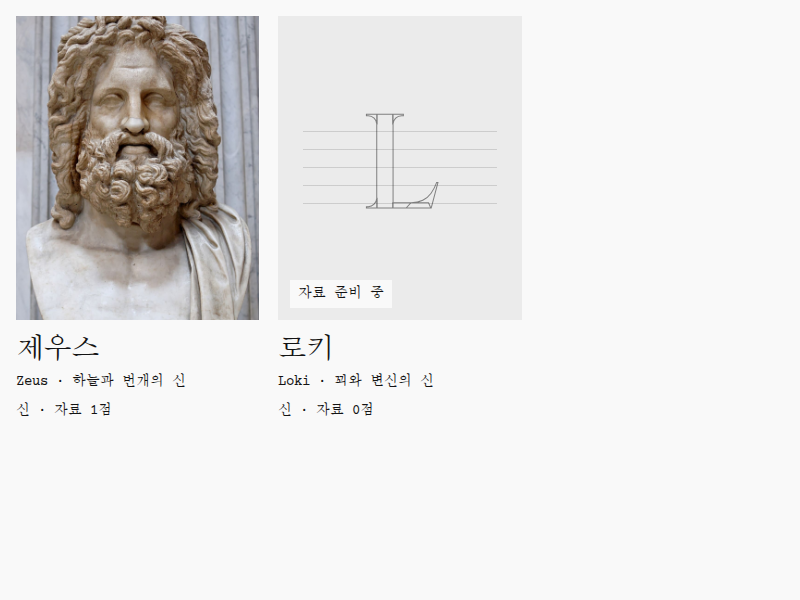 L
자료 준비 중
제우스
로키
Zeus · 하늘과 번개의 신
Loki · 꾀와 변신의 신
신 · 자료 1점
신 · 자료 0점